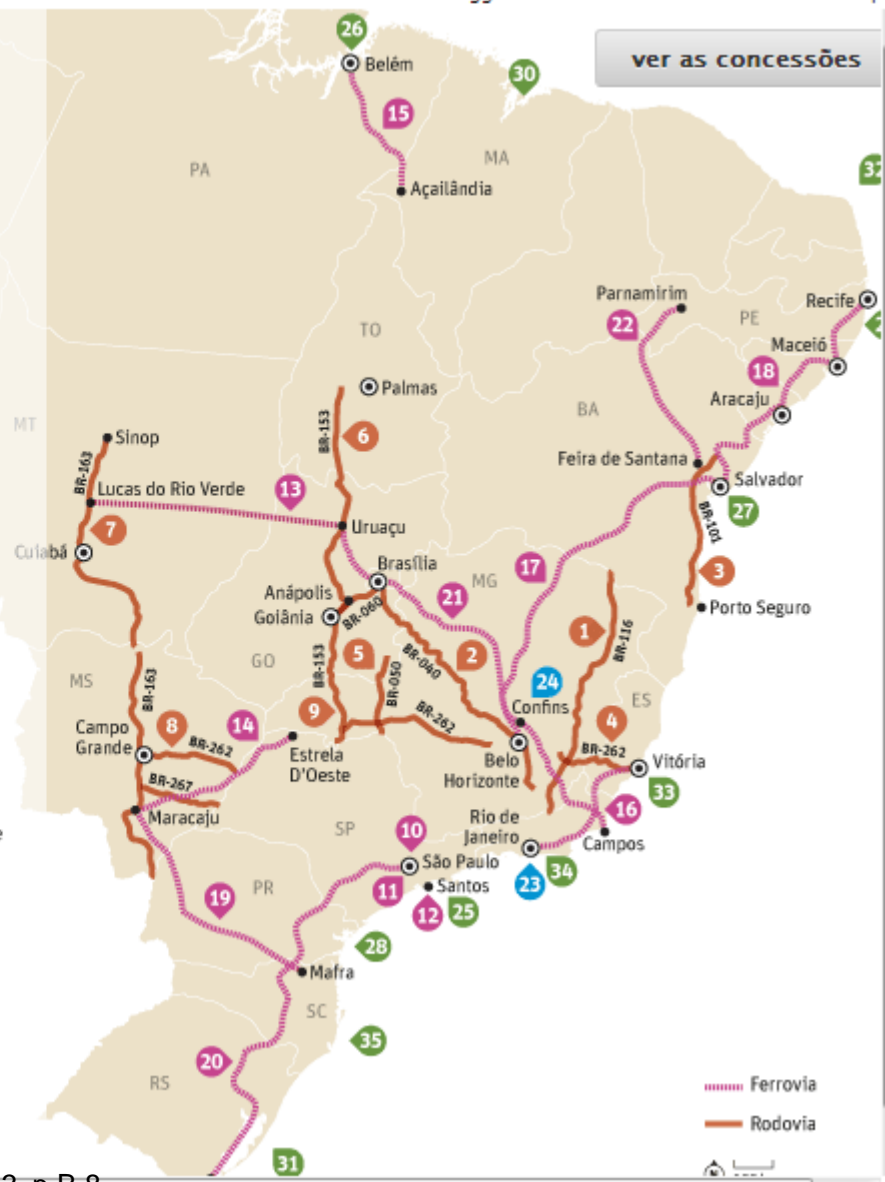 26
Belém
ver as concessões
30
15
PA
MA
Açailândia
32
Parnamirim
Recife
22
PE
TO
Maceió
18
Palmas
Aracaju
BA
MT
BR-153
6
Sinop
BR-163
Feira de Santana
Salvador
Lucas do Rio Verde
13
27
7
Uruaçu
BR-101
Cuiabá
Brasília
17
3
MG
Anápolis
21
Goiânia
BR-060
Porto Seguro
1
BR-116
GO
BR-153
5
BR-050
BR-040
2
MS
BR-163
24
ES
9
BR-262
Confins
4
Campo
Grande
8
14
BR-262
Estrela
D'Oeste
Belo
Horizonte
BR-262
Vitória
BR-267
33
Maracaju
Rio de
Janeiro
16
SP
10
Campos
São Paulo
34
11
Santos
23
PR
19
12
25
28
Mafra
SC
35
20
RS
Ferrovia
Rodovia
31